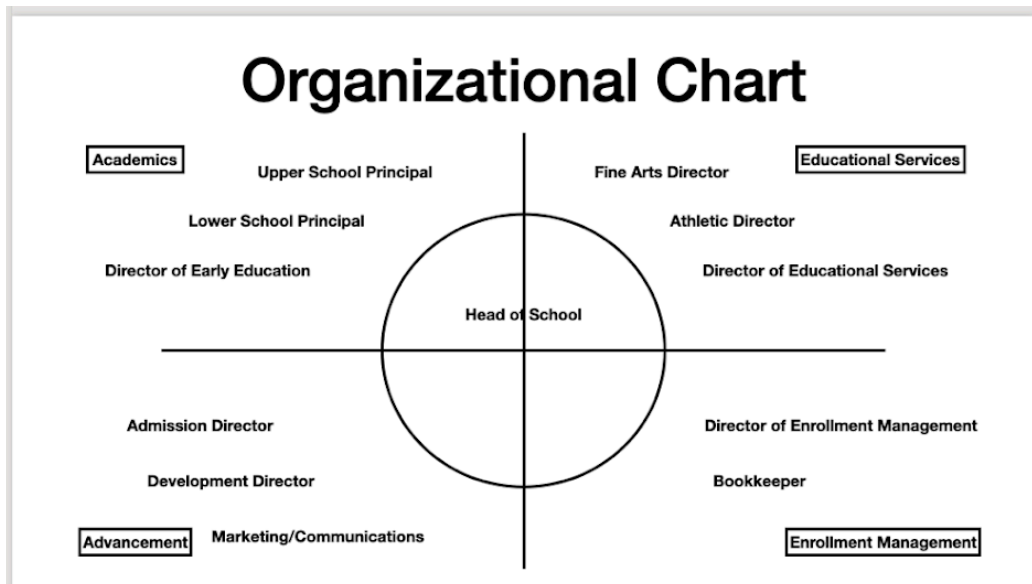 Organizational Chart
Academics
Upper School Principal
Lower School Principal
Director of Early Education
Fine Arts Director
Educational Services
Athletic Director
Director of Educational Services
Head of School
Admission Director
Development Director
Advancement
Marketing/Communications
Director of Enrollment Management
Bookkeeper
Enrollment Management